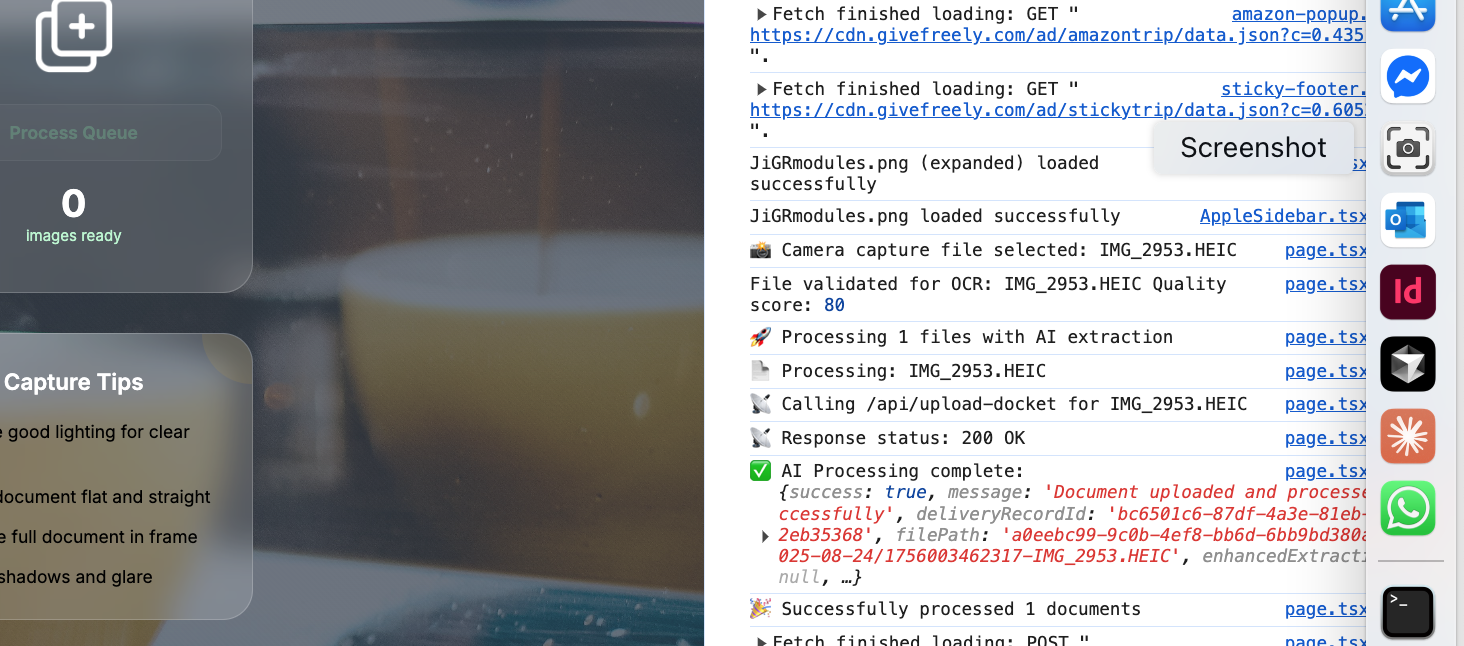 Process Queue
0
images ready
Capture Tips
good lighting for clear
document flat and straight
full document in frame
shadows and glare
Fetch finished loading: GET " amazon-popup.
https://cdn.givefreely.com/ad/amazontrip/data.json?c=0.435
".
Fetch finished loading: GET " sticky-footer.
https://cdn.givefreely.com/ad/stickytrip/data.json?c=0.605
".
JiGRmodules.png (expanded) loaded
successfully
JiGRmodules.png loaded successfully AppleSidebar.tsx
📸 Camera capture file selected: IMG_2953.HEIC page.tsx
File validated for OCR: IMG_2953.HEIC Quality page.tsx
score: 80
🚀 Processing 1 files with AI extraction page.tsx
📄 Processing: IMG_2953.HEIC page.tsx
📡 Calling /api/upload-docket for IMG_2953.HEIC page.tsx
📡 Response status: 200 OK page.tsx
✅ AI Processing complete: page.tsx
{success: true, message: 'Document uploaded and processe
ccessfully', deliveryRecordId: 'bc6501c6-87df-4a3e-81eb-
2eb35368', filePath: 'a0eebc99-9c0b-4ef8-bb6d-6bb9bd380a
025-08-24/1756003462317-IMG_2953.HEIC', enhancedExtracti
null, …}
🎉 Successfully processed 1 documents page.tsx
Fetch finished loading: POST " page.tsx
Screenshot
Id
>_